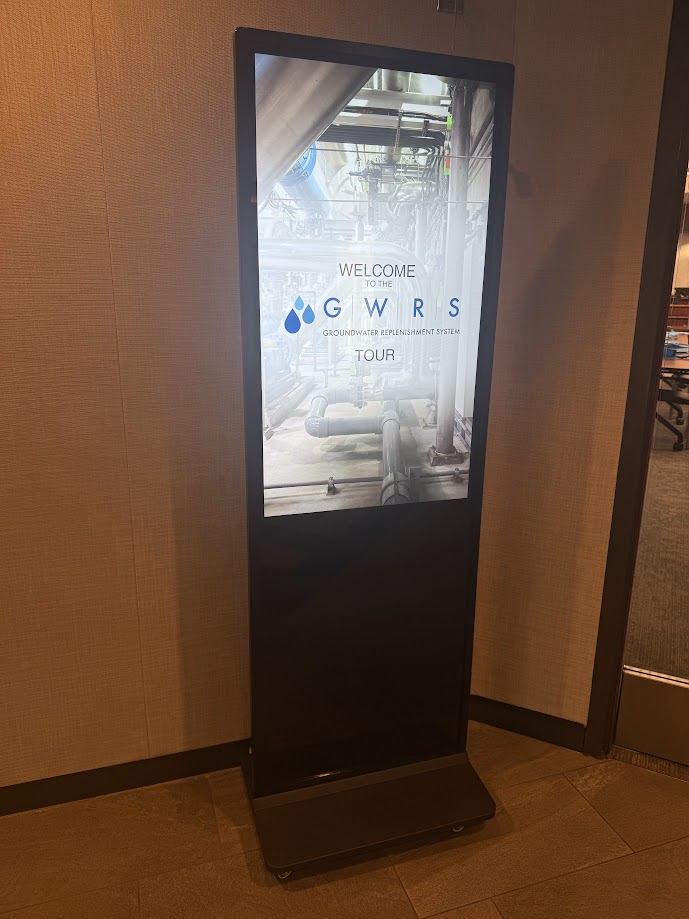 WELCOME
TO THE
G W R S
GROUNDWATER REPLENISHMENT SYSTEM
TOUR